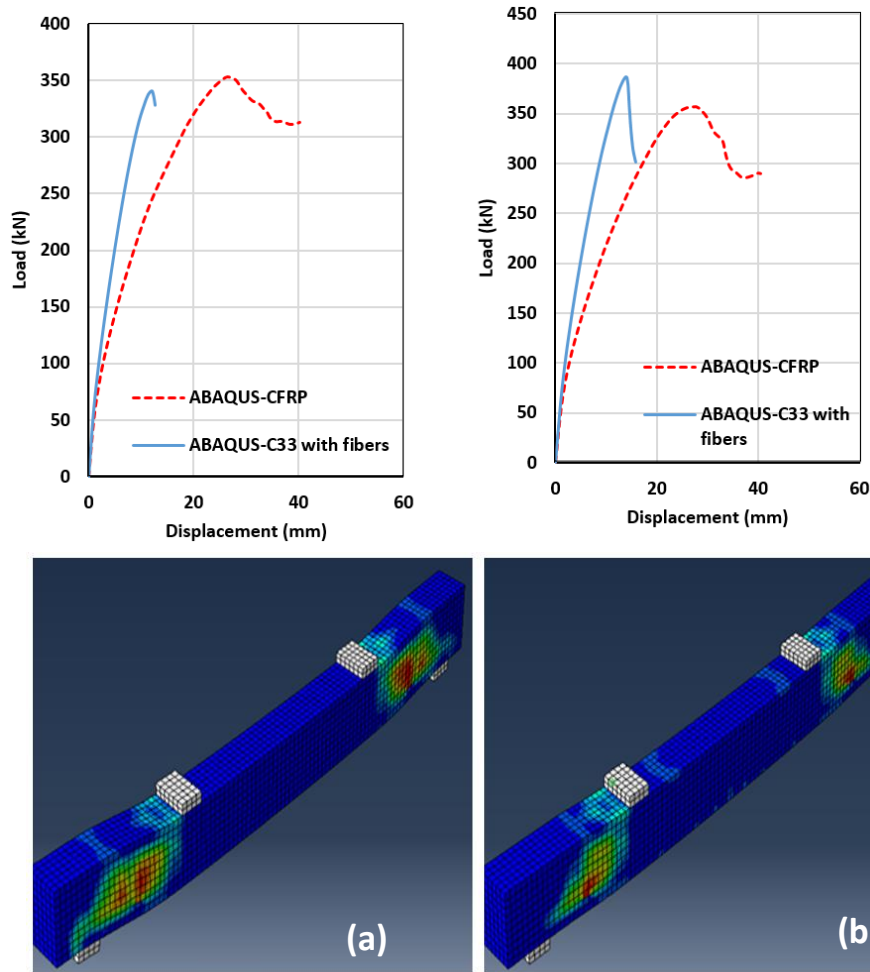 400
350
300
250
200
150
100
50
0
Load (kN)
ABAQUS-CFRP
ABAQUS-C33 with fibers
0 20 40 60
Displacement (mm)
450
400
350
300
250
200
150
100
50
0
Load (kN)
ABAQUS-CFRP
ABAQUS-C33 with
fibers
0 20 40 60
Displacement (mm)
(a)
(b